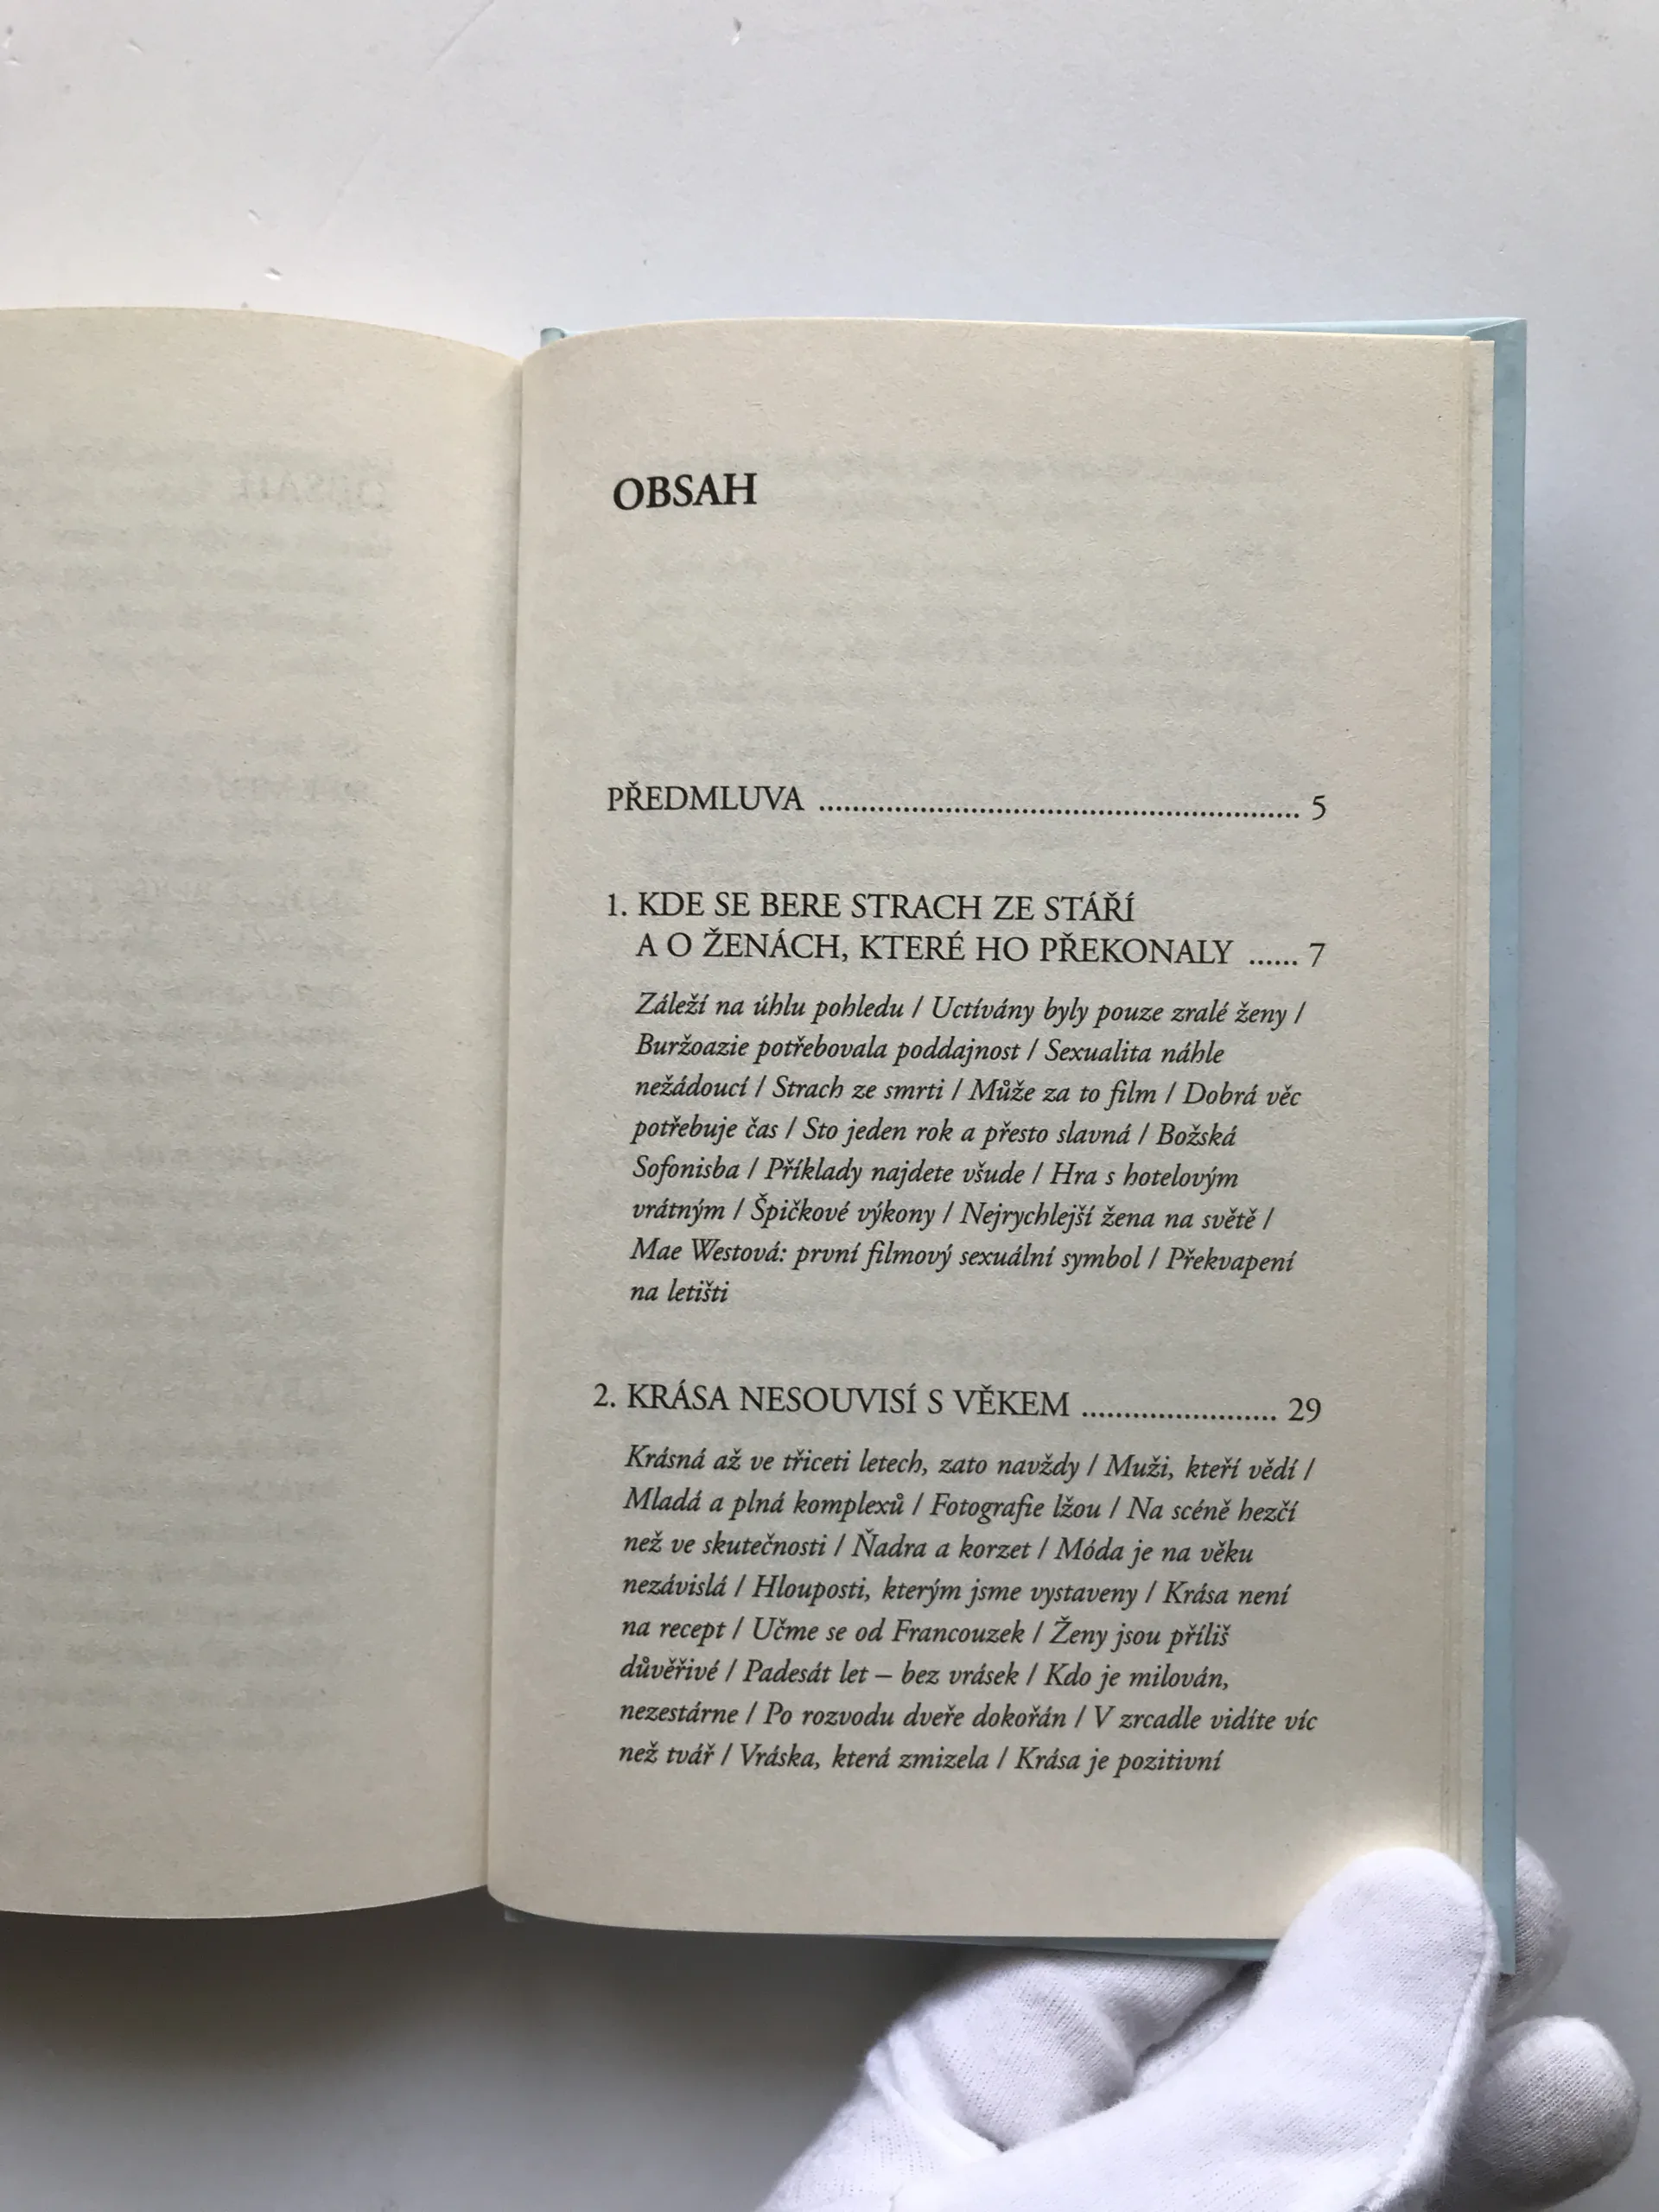 OBSAH
PŘEDMLUVA ......................................................... 5
1. KDE SE BERE STRACH ZE STÁŘÍ
A O ŽENÁCH, KTERÉ HO PŘEKONALY ...... 7
Záleží na úhlu pohledu / Uctívány byly pouze zralé ženy /
Buržoazie potřebovala poddajnost / Sexualita náhle
nežádoucí / Strach ze smrti / Může za to film / Dobrá věc
potřebuje čas / Sto jeden rok a přesto slavná / Božská
Sofonisba / Příklady najdete všude / Hra s hotelovým
vrátným / Špičkové výkony / Nejrychlejší žena na světě /
Mae Westová: první filmový sexuální symbol / Překvapení
na letišti
2. KRÁSA NESOUVISÍ S VĚKEM ....................... 29
Krásná až ve třiceti letech, zato navždy / Muži, kteří vědí /
Mladá a plná komplexů / Fotografie lžou / Na scéně hezčí
než ve skutečnosti / Ňadra a korzet / Móda je na věku
nezávislá / Hlouposti, kterým jsme vystaveny / Krása není
na recept / Učme se od Francouzek / Ženy jsou příliš
důvěřivé / Padesát let – bez vrásek / Kdo je milován,
nezestárne / Po rozvodu dveře dokořán / V zrcadle vidíte víc
než tvář / Vráska, která zmizela / Krása je pozitivní